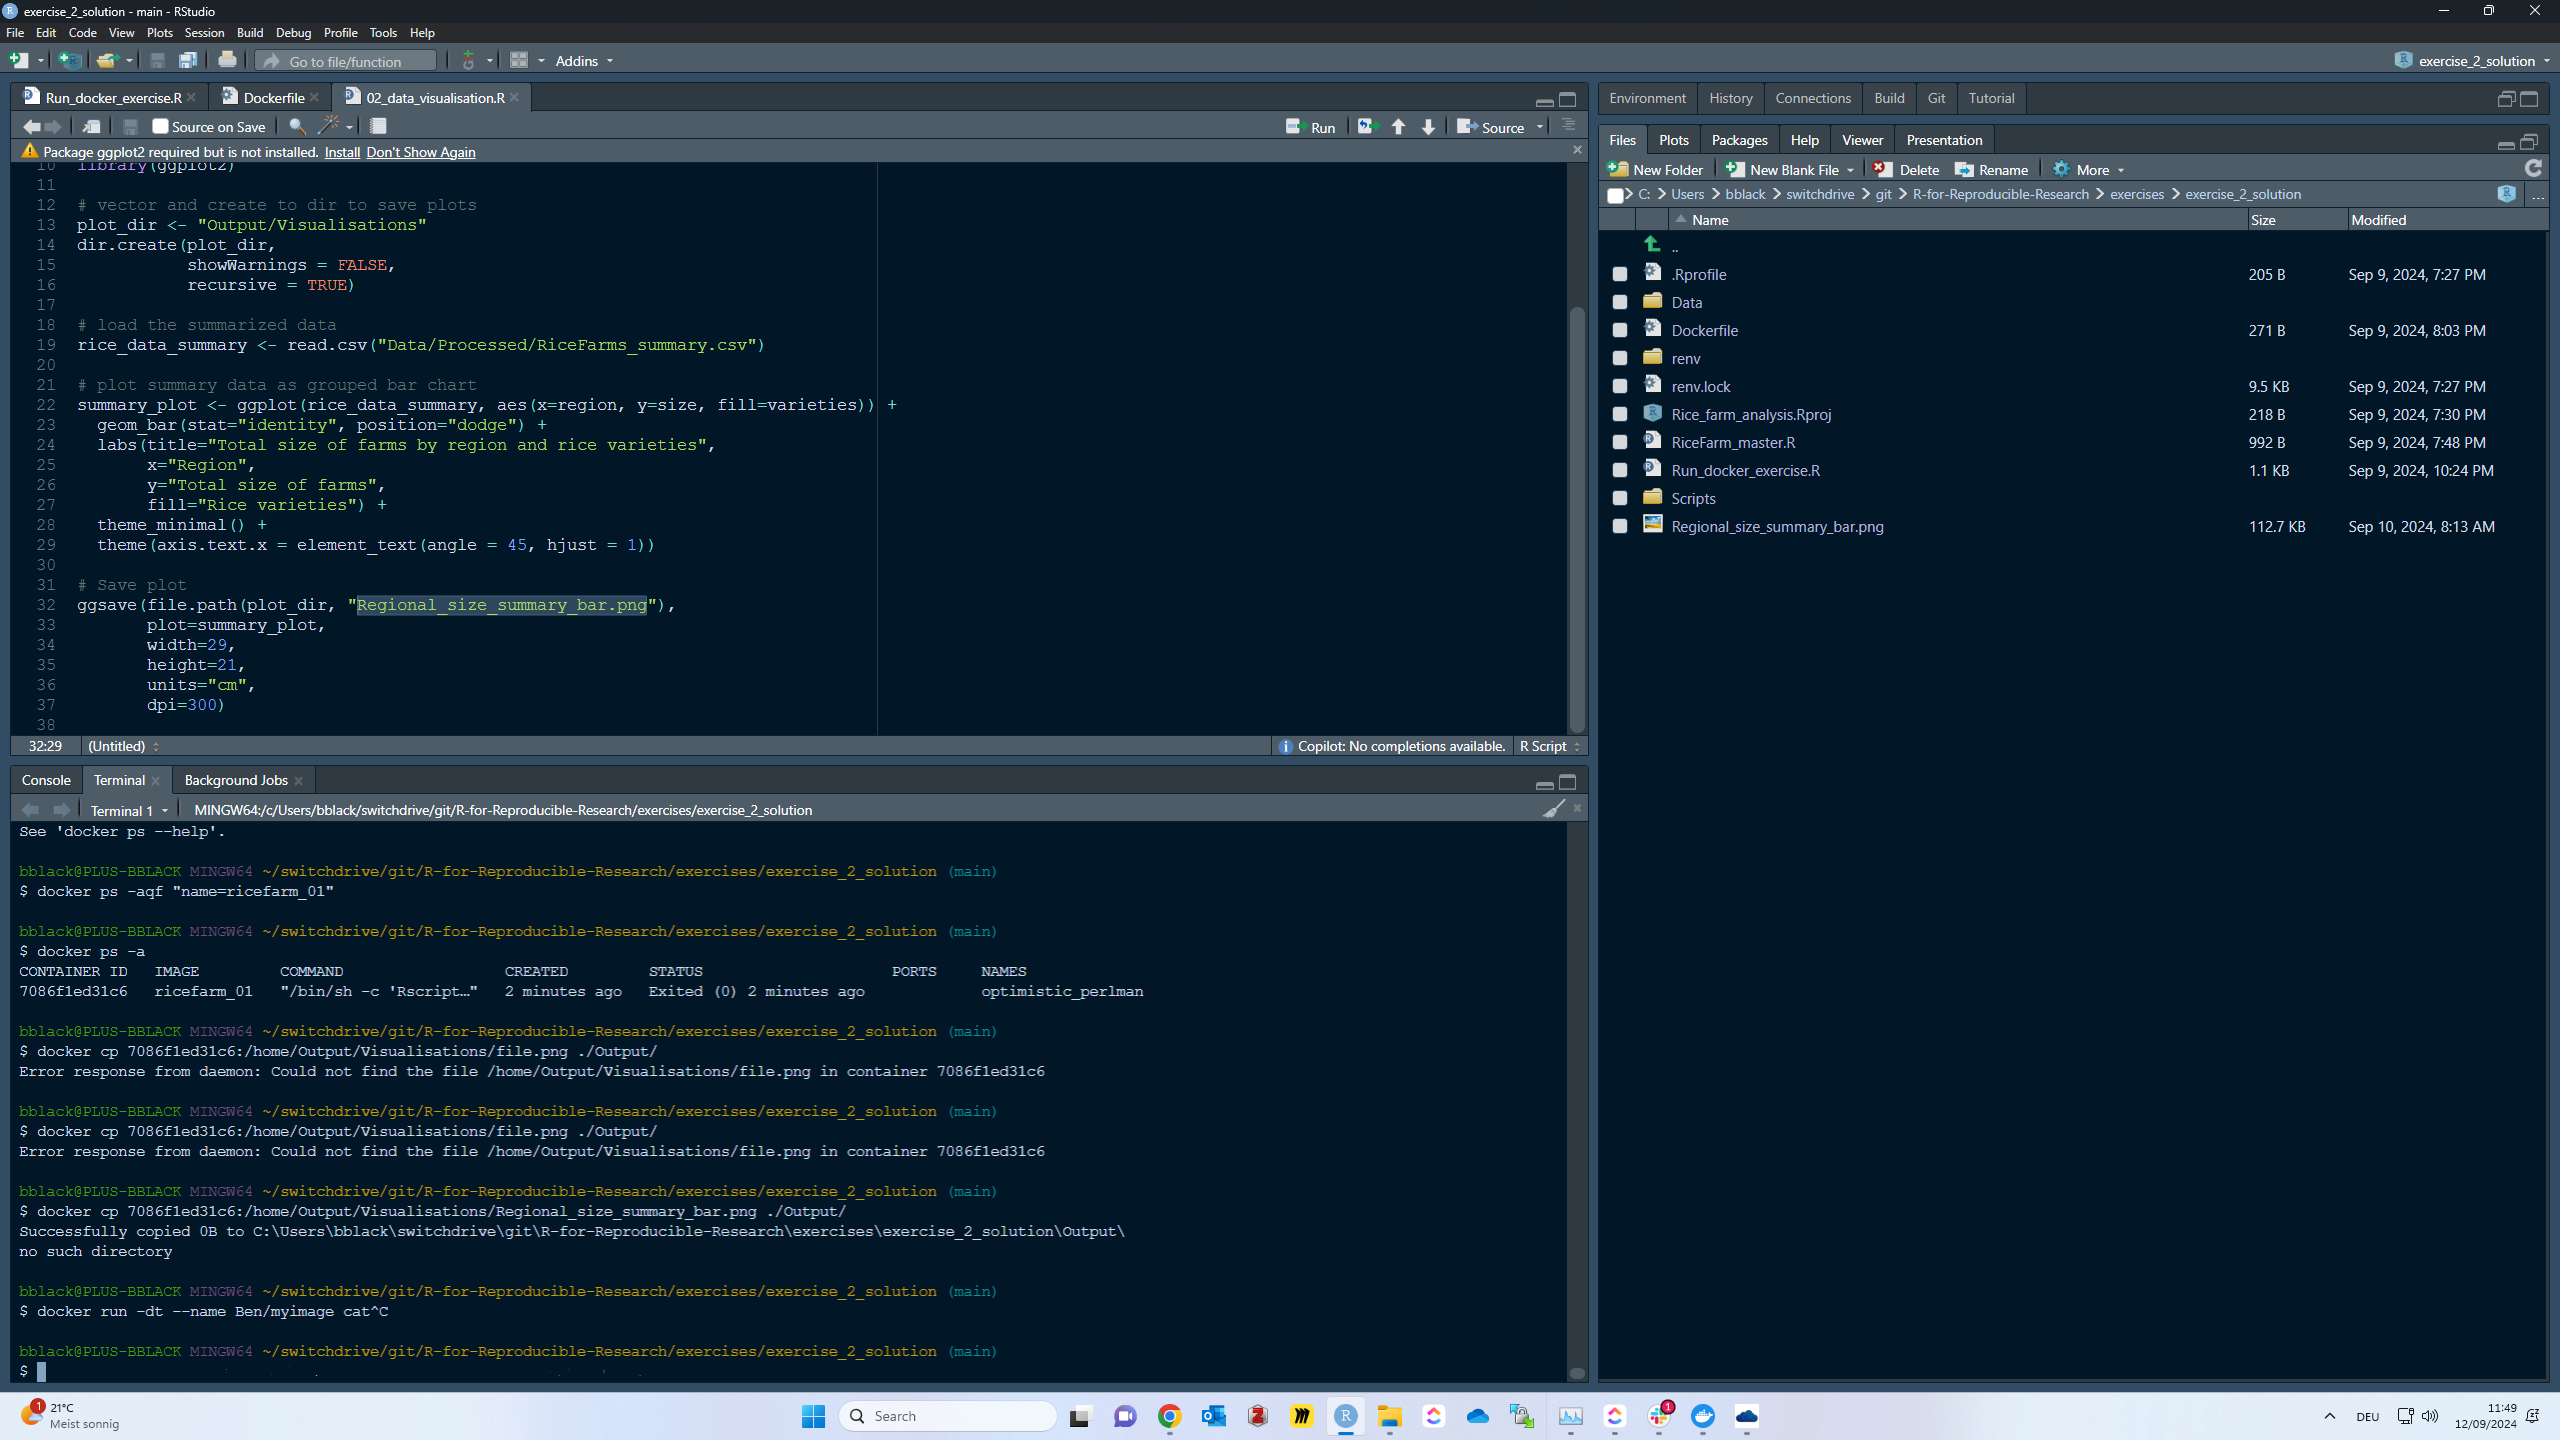 exercise_2_solution - main - RStudio
File Edit Code View Plots Session Build Debug Profile Tools Help
Go to file/function Addins exercise_2_solution
Run_docker_exercise.R Dockerfile 02_data_visualisation.R
Source on Save Run Source
Package ggplot2 required but is not installed. Install Don't Show Again
10 library(ggplot2)
11
12 # vector and create to dir to save plots
13 plot_dir <- "Output/Visualisations"
14 dir.create(plot_dir,
15 showWarnings = FALSE,
16 recursive = TRUE)
17
18 # load the summarized data
19 rice_data_summary <- read.csv("Data/Processed/RiceFarms_summary.csv")
20
21 # plot summary data as grouped bar chart
22 summary_plot <- ggplot(rice_data_summary, aes(x=region, y=size, fill=varieties)) +
23 geom_bar(stat="identity", position="dodge") +
24 labs(title="Total size of farms by region and rice varieties",
25 x="Region",
26 y="Total size of farms",
27 fill="Rice varieties") +
28 theme_minimal() +
29 theme(axis.text.x = element_text(angle = 45, hjust = 1))
30
31 # Save plot
32 ggsave(file.path(plot_dir, "Regional_size_summary_bar.png"),
33 plot=summary_plot,
34 width=29,
35 height=21,
36 units="cm",
37 dpi=300)
38
32:29 (Untitled) Copilot: No completions available. R Script
Console Terminal Background Jobs
Terminal 1 MINGW64:/c/Users/bblack/switchdrive/git/R-for-Reproducible-Research/exercises/exercise_2_solution
See 'docker ps --help'.
bblack@PLUS-BBLACK MINGW64 ~/switchdrive/git/R-for-Reproducible-Research/exercises/exercise_2_solution (main)
$ docker ps -aqf "name=ricefarm_01"
bblack@PLUS-BBLACK MINGW64 ~/switchdrive/git/R-for-Reproducible-Research/exercises/exercise_2_solution (main)
$ docker ps -a
CONTAINER ID IMAGE COMMAND CREATED STATUS PORTS NAMES
7086f1ed31c6 ricefarm_01 "/bin/sh -c 'Rscript…" 2 minutes ago Exited (0) 2 minutes ago optimistic_perlman
bblack@PLUS-BBLACK MINGW64 ~/switchdrive/git/R-for-Reproducible-Research/exercises/exercise_2_solution (main)
$ docker cp 7086f1ed31c6:/home/Output/Visualisations/file.png ./Output/
Error response from daemon: Could not find the file /home/Output/Visualisations/file.png in container 7086f1ed31c6
bblack@PLUS-BBLACK MINGW64 ~/switchdrive/git/R-for-Reproducible-Research/exercises/exercise_2_solution (main)
$ docker cp 7086f1ed31c6:/home/Output/Visualisations/file.png ./Output/
Error response from daemon: Could not find the file /home/Output/Visualisations/file.png in container 7086f1ed31c6
bblack@PLUS-BBLACK MINGW64 ~/switchdrive/git/R-for-Reproducible-Research/exercises/exercise_2_solution (main)
$ docker cp 7086f1ed31c6:/home/Output/Visualisations/Regional_size_summary_bar.png ./Output/
Successfully copied 0B to C:\Users\bblack\switchdrive\git\R-for-Reproducible-Research\exercises\exercise_2_solution\Output\
no such directory
bblack@PLUS-BBLACK MINGW64 ~/switchdrive/git/R-for-Reproducible-Research/exercises/exercise_2_solution (main)
$ docker run -dt --name Ben/myimage cat^C
bblack@PLUS-BBLACK MINGW64 ~/switchdrive/git/R-for-Reproducible-Research/exercises/exercise_2_solution (main)
$
Environment History Connections Build Git Tutorial
Files Plots Packages Help Viewer Presentation
New Folder New Blank File Delete Rename More
C: > Users > bblack > switchdrive > git > R-for-Reproducible-Research > exercises > exercise_2_solution ...
Name Size Modified
..
.Rprofile 205 B Sep 9, 2024, 7:27 PM
Data
Dockerfile 271 B Sep 9, 2024, 8:03 PM
renv
renv.lock 9.5 KB Sep 9, 2024, 7:27 PM
Rice_farm_analysis.Rproj 218 B Sep 9, 2024, 7:30 PM
RiceFarm_master.R 992 B Sep 9, 2024, 7:48 PM
Run_docker_exercise.R 1.1 KB Sep 9, 2024, 10:24 PM
Scripts
Regional_size_summary_bar.png 112.7 KB Sep 10, 2024, 8:13 AM
1 21°C
Meist sonnig
Search
1
DEU
11:49
12/09/2024